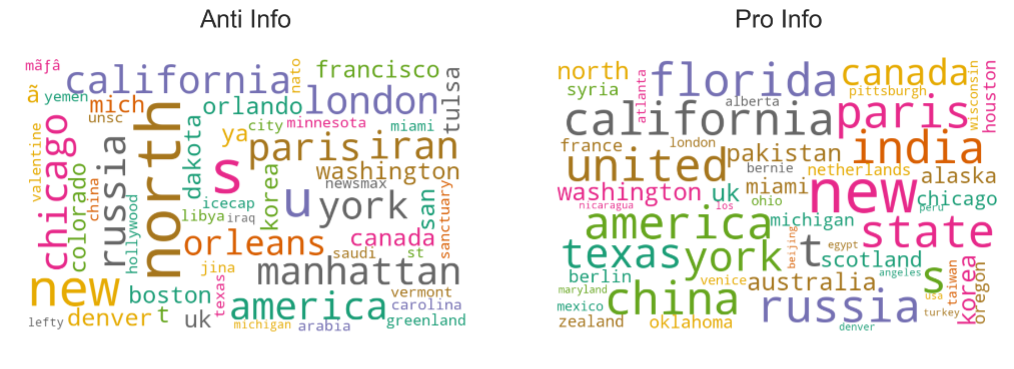 Anti Info
mãƒâ
california
nato
francisco
tulsa
yemen
mich
orlando
london
unsc
ya
city
minnesota
miami
valentine
chicago
colorado
china
russia
hollywood
north
dakota
s
paris
iran
washington
newsmax
korea
icecap
libya
iraq
u
york
san
sanctuary
orleans
saudi
canada
st
jina
manhattan
new
boston
texas
america
vermont
carolina
lefty
denver
t
uk
michigan
arabia
greenland
Pro Info
north
syria
atlanta
florida
canada
pittsburgh
wisconsin
houston
alberta
california
paris
france
london
united
pakistan
india
bernie
netherlands
alaska
washington
uk
miami
new
chicago
nicaragua
los
ohio
peru
america
michigan
state
texas
york
beijing
t
egypt
scotland
berlin
venice
australia
angeles
s
taiwan
korea
oregon
maryland
mexico
china
russia
usa
turkey
zealand
oklahoma
denver